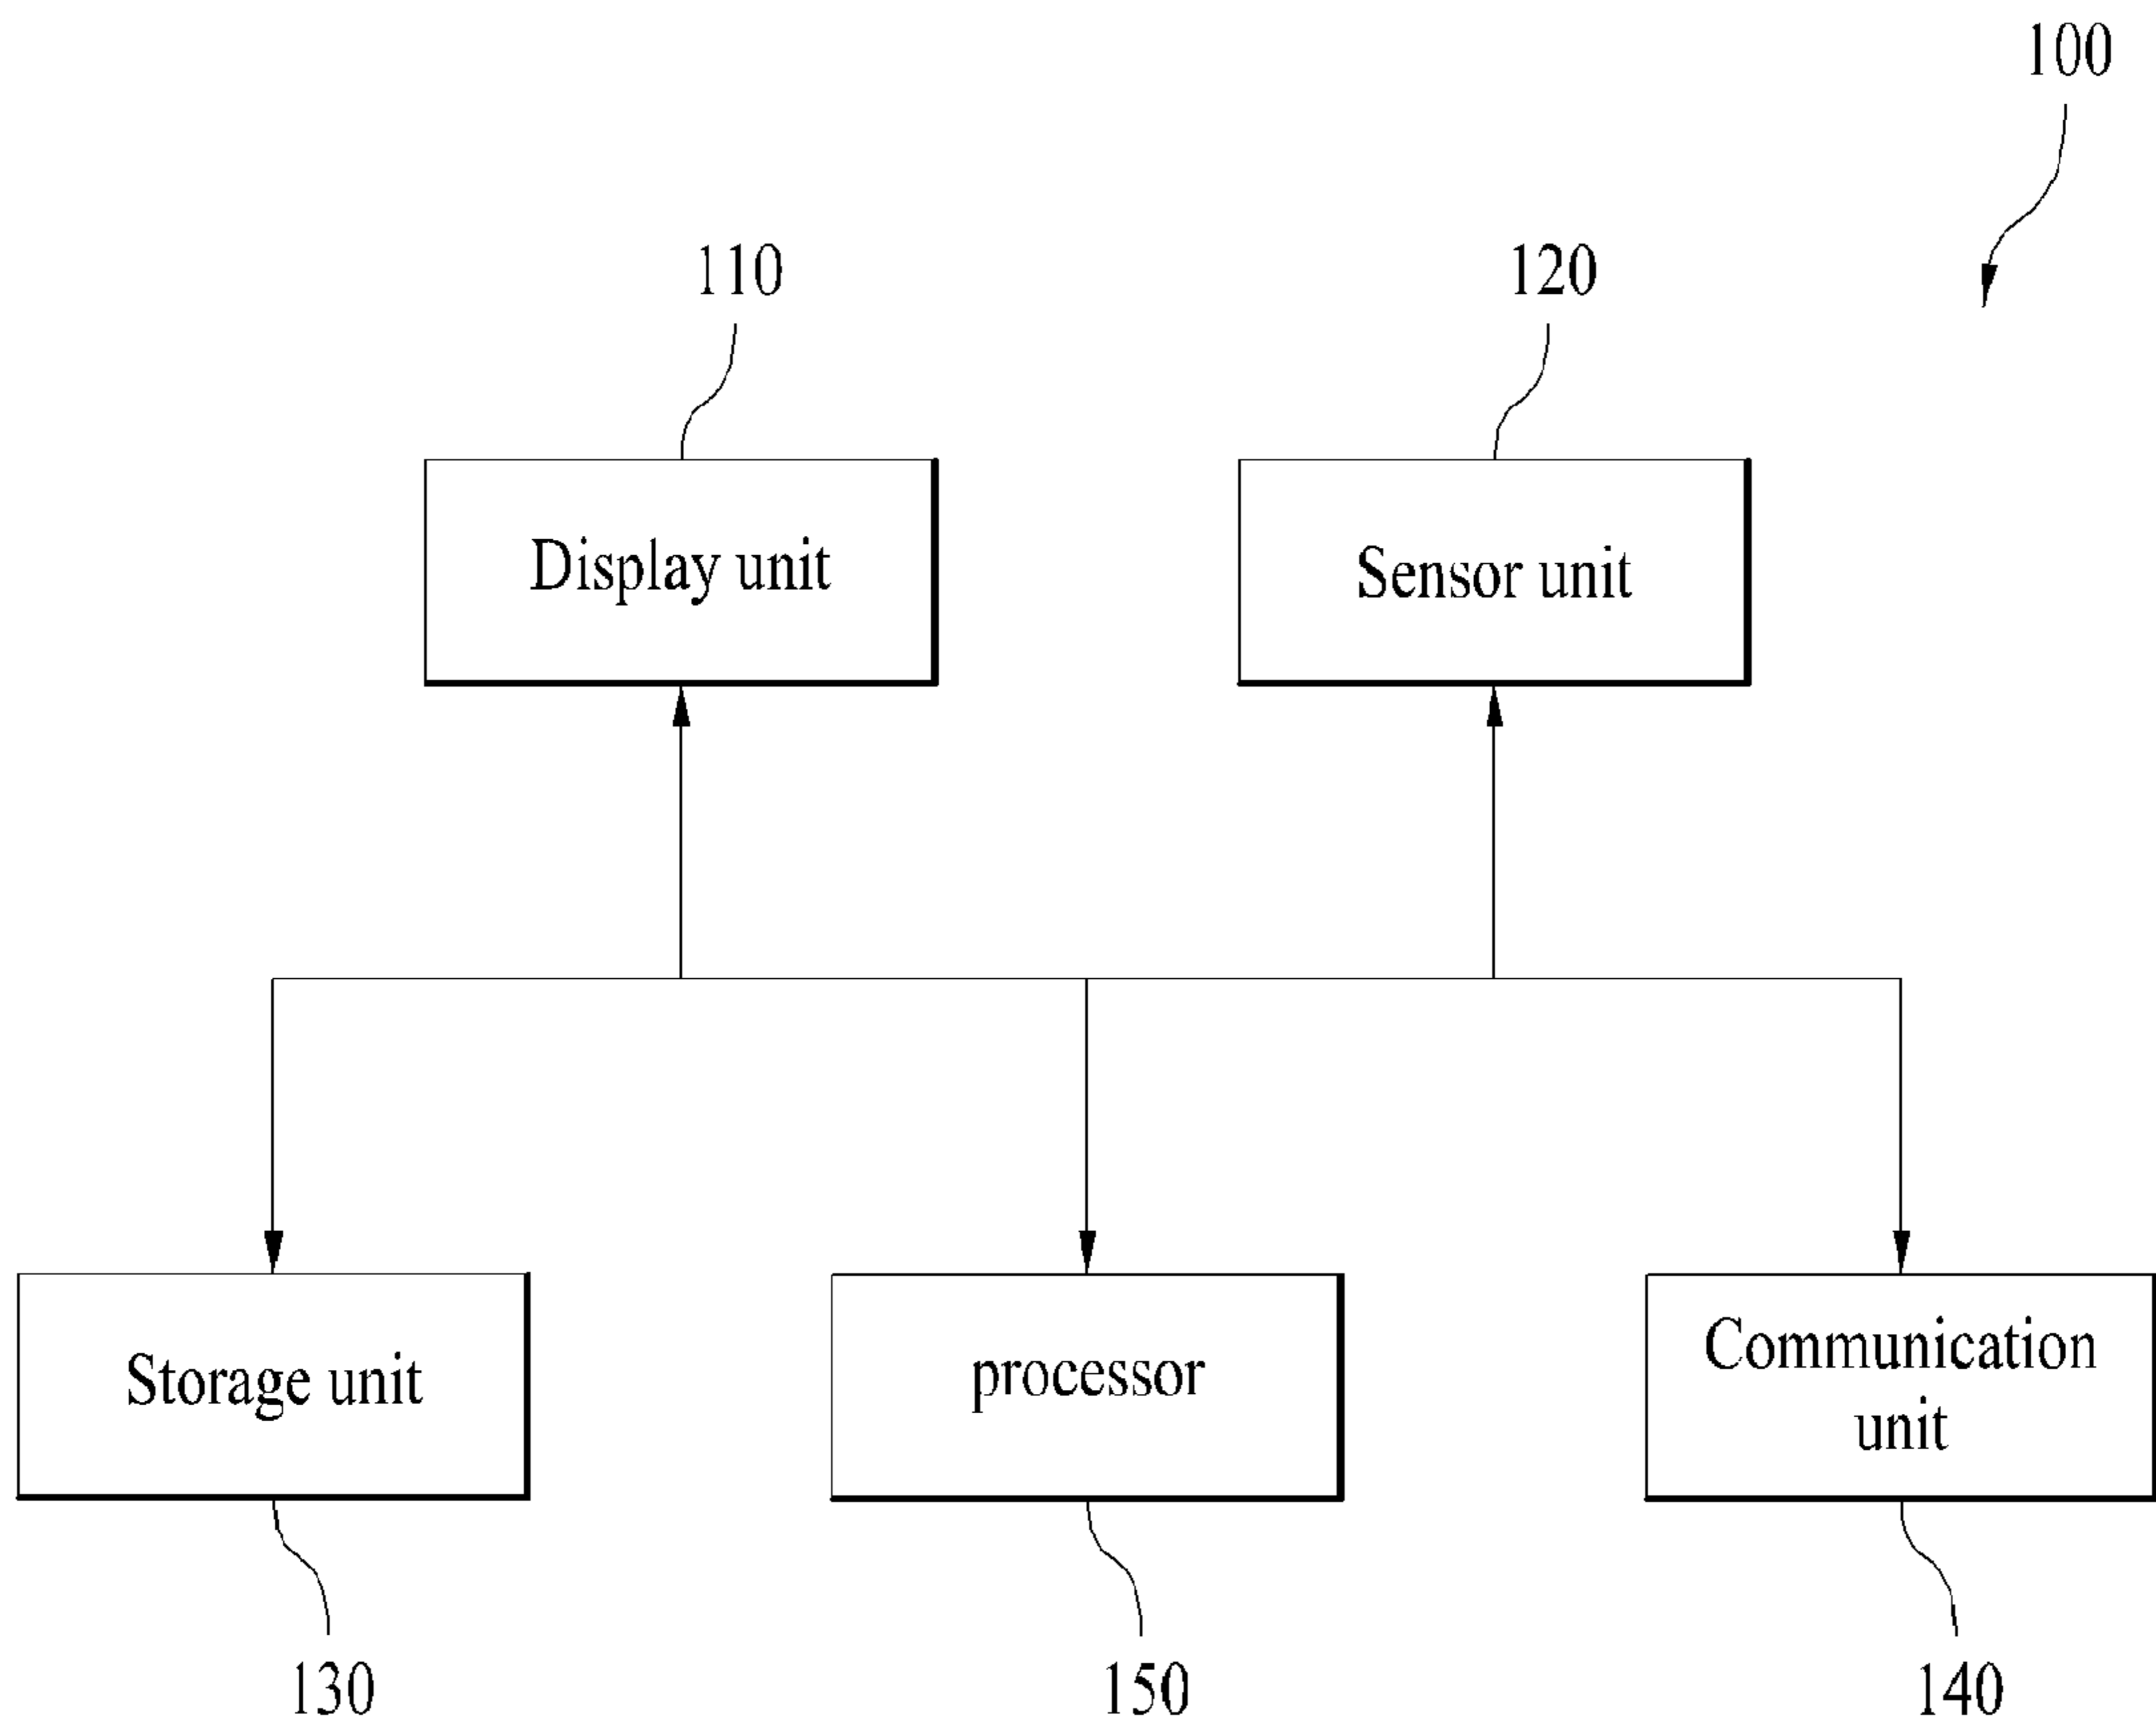 100
110
120
Display unit
Sensor unit
Storage unit
processor
Communication
unit
130
150
140